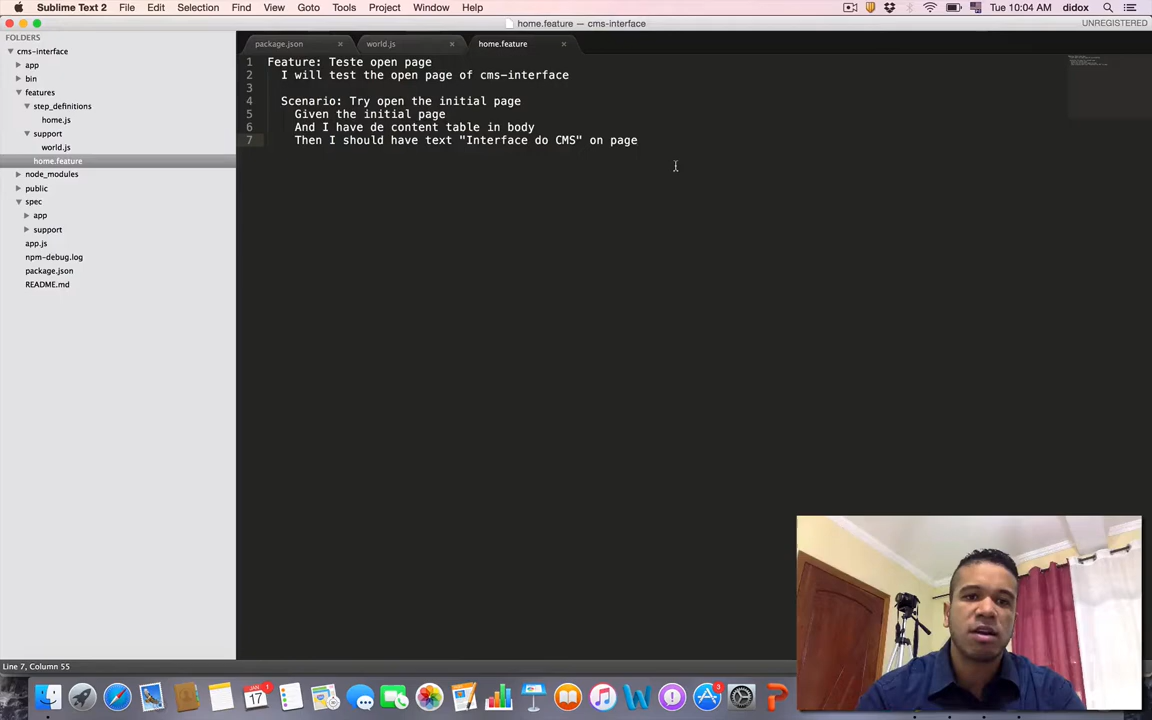 Sublime Text 2 File Edit Selection Find View Goto Tools Project Window Help Tue 10:04 AM didox
home.feature — cms-interface UNREGISTERED
FOLDERS
cms-interface
app
bin
features
step_definitions
home.js
support
world.js
home.feature
node_modules
public
spec
app
support
app.js
npm-debug.log
package.json
README.md
package.json world.js home.feature
1 Feature: Teste open page
2 I will test the open page of cms-interface
3
4 Scenario: Try open the initial page
5 Given the initial page
6 And I have de content table in body
7 Then I should have text "Interface do CMS" on page
Line 7, Column 55
17
1
3